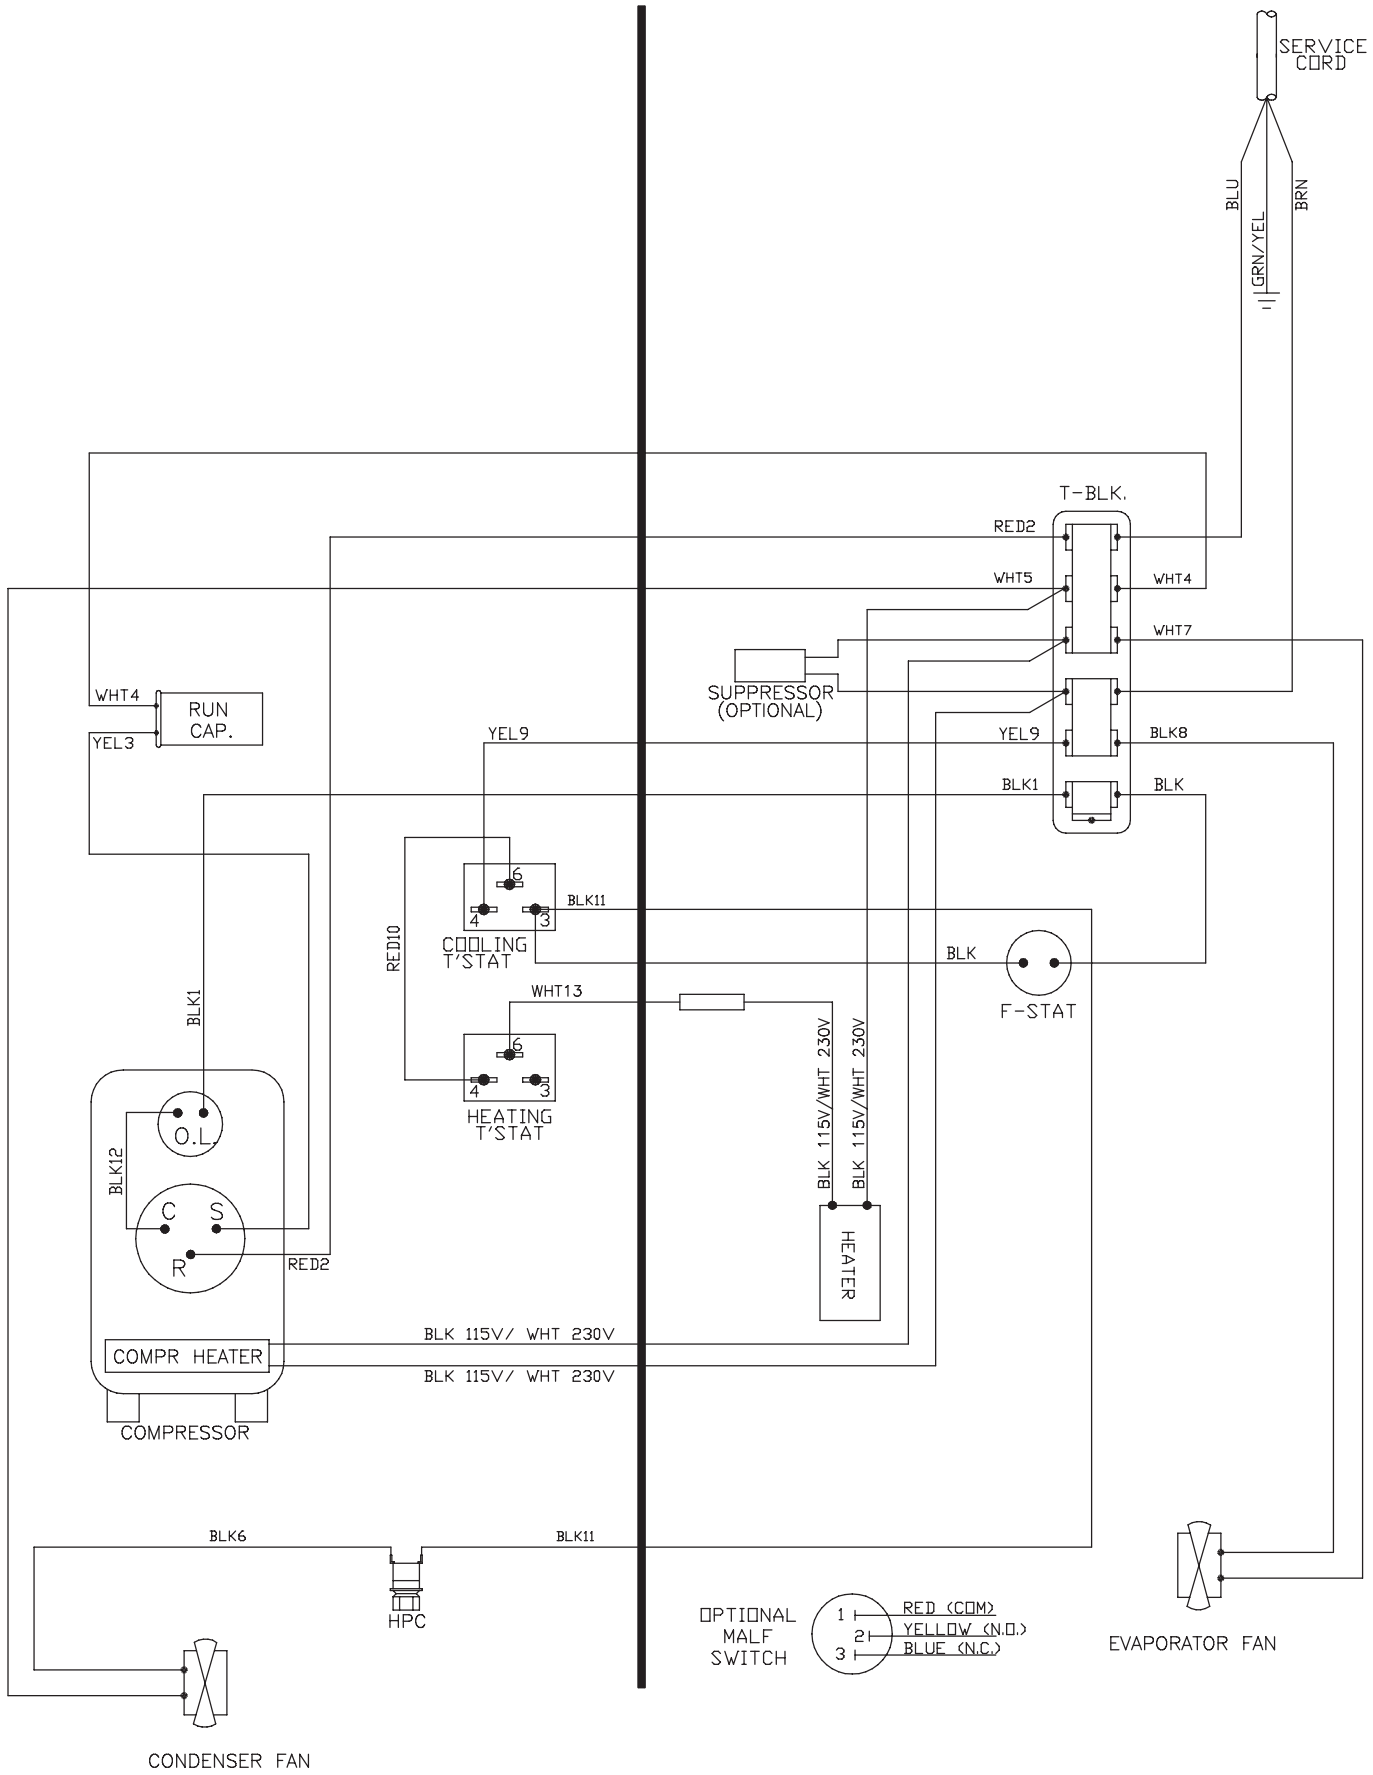 SERVICE
CORD
BLU
GRN/YEL
BRN
T-BLK.
RED2
WHT5
WHT4
WHT7
SUPPRESSOR
(OPTIONAL)
WHT4
RUN
CAP.
YEL3
YEL9
YEL9
BLK8
BLK1
BLK
6
4
3
BLK11
COOLING
T'STAT
RED10
BLK
F-STAT
WHT13
BLK1
6
4
3
HEATING
T'STAT
BLK 115V/WHT 230V
BLK 115V/WHT 230V
O.L.
BLK12
C
S
R
RED2
HEATER
BLK 115V/ WHT 230V
COMPR HEATER
BLK 115V/ WHT 230V
COMPRESSOR
BLK6
BLK11
HPC
OPTIONAL
MALF
SWITCH
1
RED (COM)
2
YELLOW (N.O.)
3
BLUE (N.C.)
EVAPORATOR FAN
CONDENSER FAN